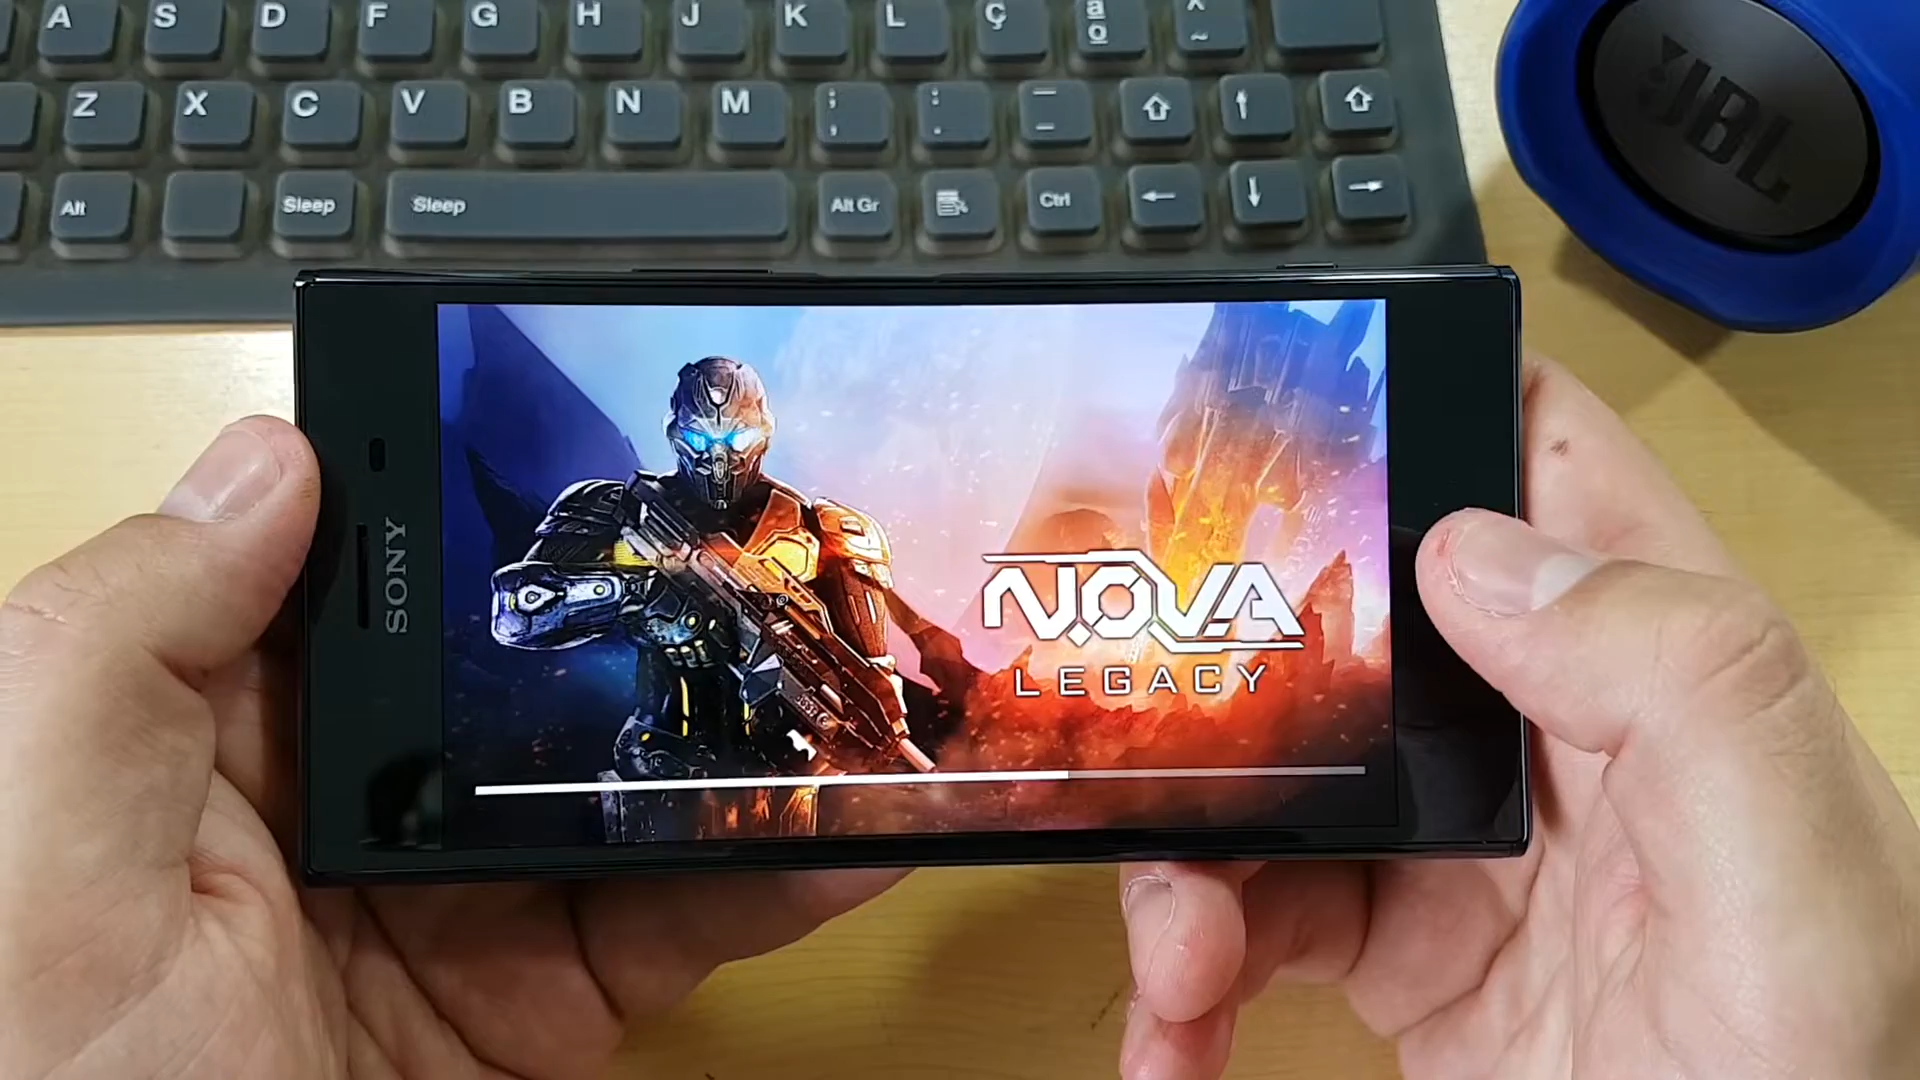 A S D F G H J K L Ç ª º ^ ~
Z X C V B N M ; , : . _
Alt Sleep Sleep Alt Gr Ctrl
JBL
SONY
N.O.V.A
LEGACY